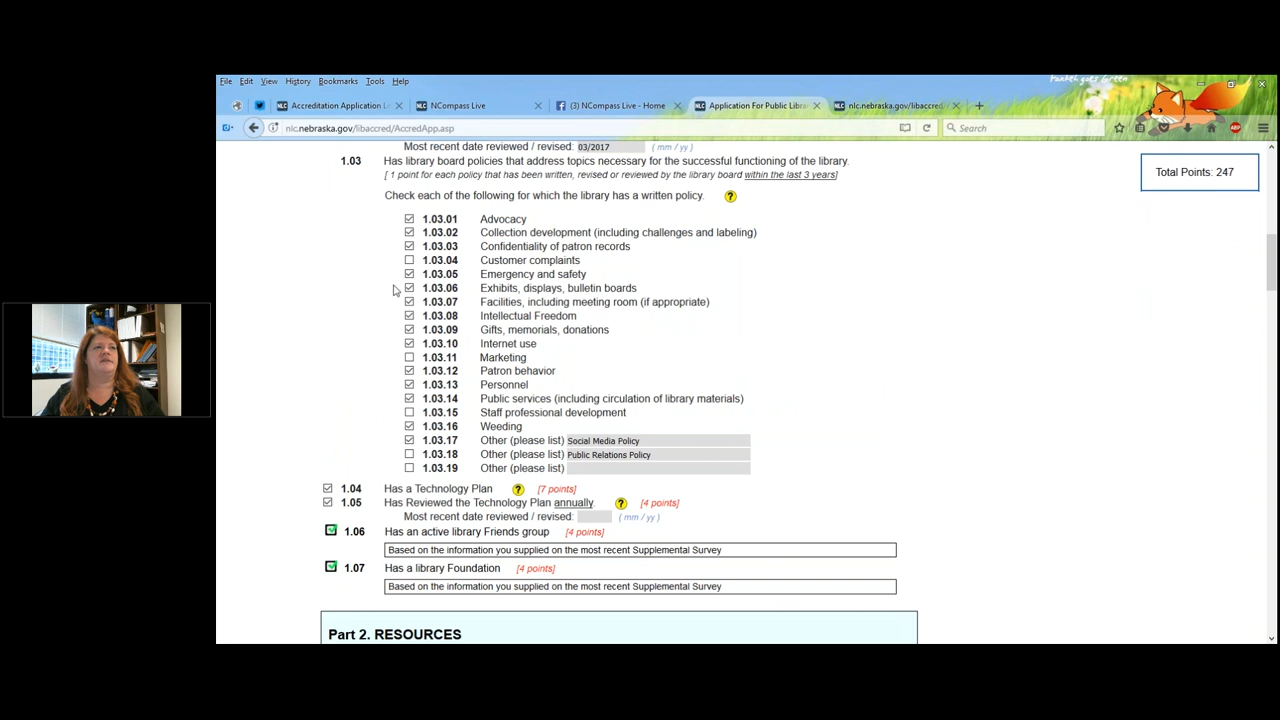 File Edit View History Bookmarks Tools Help
NLC Accreditation Application L
NLC NCompass Live
(3) NCompass Live - Home
NLC Application For Public Libra
NLC nlc.nebraska.gov/libaccred/
nlc.nebraska.gov/libaccred/AccredApp.asp
Search
ABP
Most recent date reviewed / revised: 03/2017 ( mm / yy )
1.03 Has library board policies that address topics necessary for the successful functioning of the library.
[ 1 point for each policy that has been written, revised or reviewed by the library board within the last 3 years]
Total Points: 247
Check each of the following for which the library has a written policy. ?
1.03.01 Advocacy
1.03.02 Collection development (including challenges and labeling)
1.03.03 Confidentiality of patron records
1.03.04 Customer complaints
1.03.05 Emergency and safety
1.03.06 Exhibits, displays, bulletin boards
1.03.07 Facilities, including meeting room (if appropriate)
1.03.08 Intellectual Freedom
1.03.09 Gifts, memorials, donations
1.03.10 Internet use
1.03.11 Marketing
1.03.12 Patron behavior
1.03.13 Personnel
1.03.14 Public services (including circulation of library materials)
1.03.15 Staff professional development
1.03.16 Weeding
1.03.17 Other (please list) Social Media Policy
1.03.18 Other (please list) Public Relations Policy
1.03.19 Other (please list)
1.04 Has a Technology Plan ? [7 points]
1.05 Has Reviewed the Technology Plan annually. ? [4 points]
Most recent date reviewed / revised: ( mm / yy )
1.06 Has an active library Friends group [4 points]
Based on the information you supplied on the most recent Supplemental Survey
1.07 Has a library Foundation [4 points]
Based on the information you supplied on the most recent Supplemental Survey
Part 2. RESOURCES